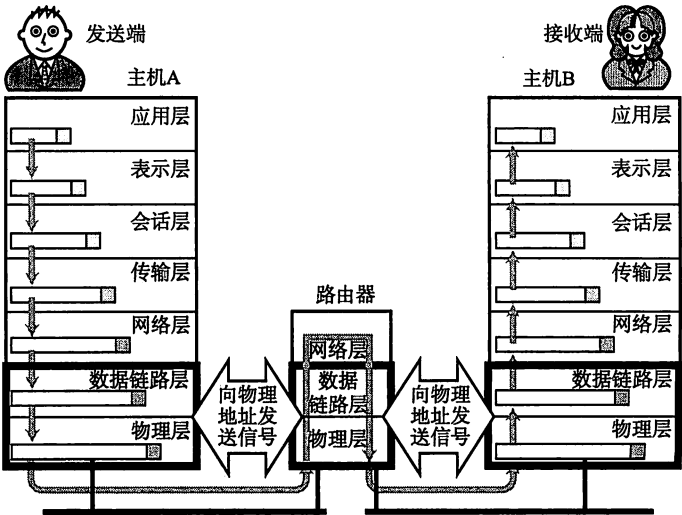 发送端
主机A
应用层
表示层
会话层
传输层
网络层
数据链路层
物理层
向物理
地址发
送信号
路由器
网络层
数据
链路层
物理层
向物理
地址发
送信号
接收端
主机B
应用层
表示层
会话层
传输层
网络层
数据链路层
物理层